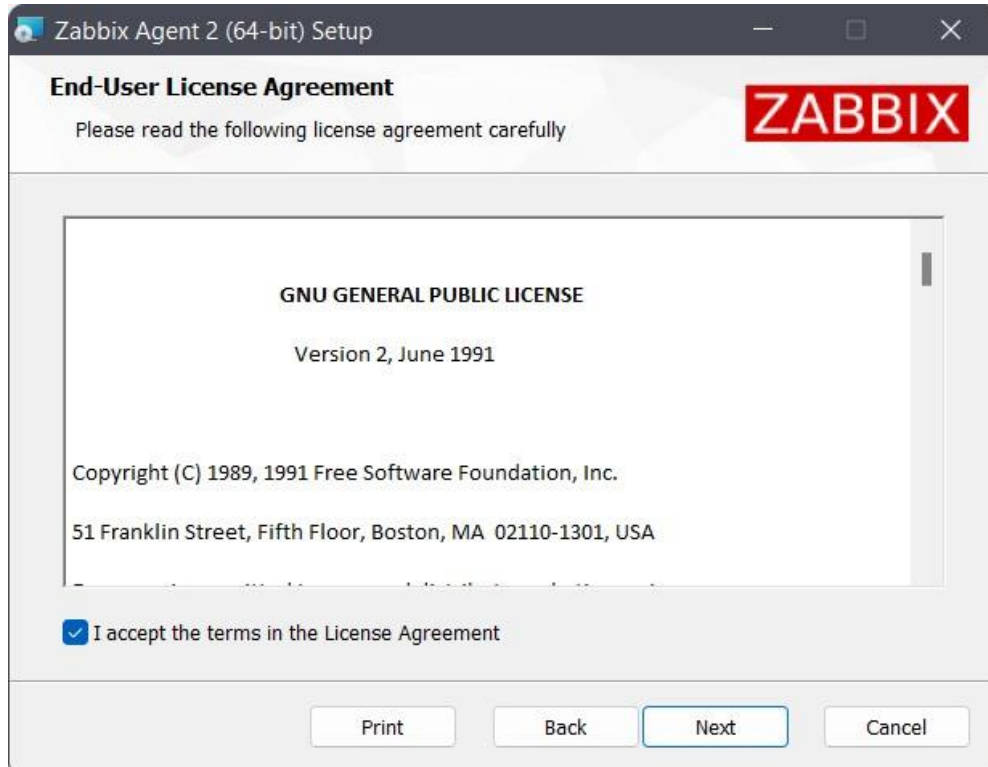 Zabbix Agent 2 (64-bit) Setup
End-User License Agreement
Please read the following license agreement carefully
ZABBIX
GNU GENERAL PUBLIC LICENSE
Version 2, June 1991
Copyright (C) 1989, 1991 Free Software Foundation, Inc.
51 Franklin Street, Fifth Floor, Boston, MA 02110-1301, USA
I accept the terms in the License Agreement
Print
Back
Next
Cancel